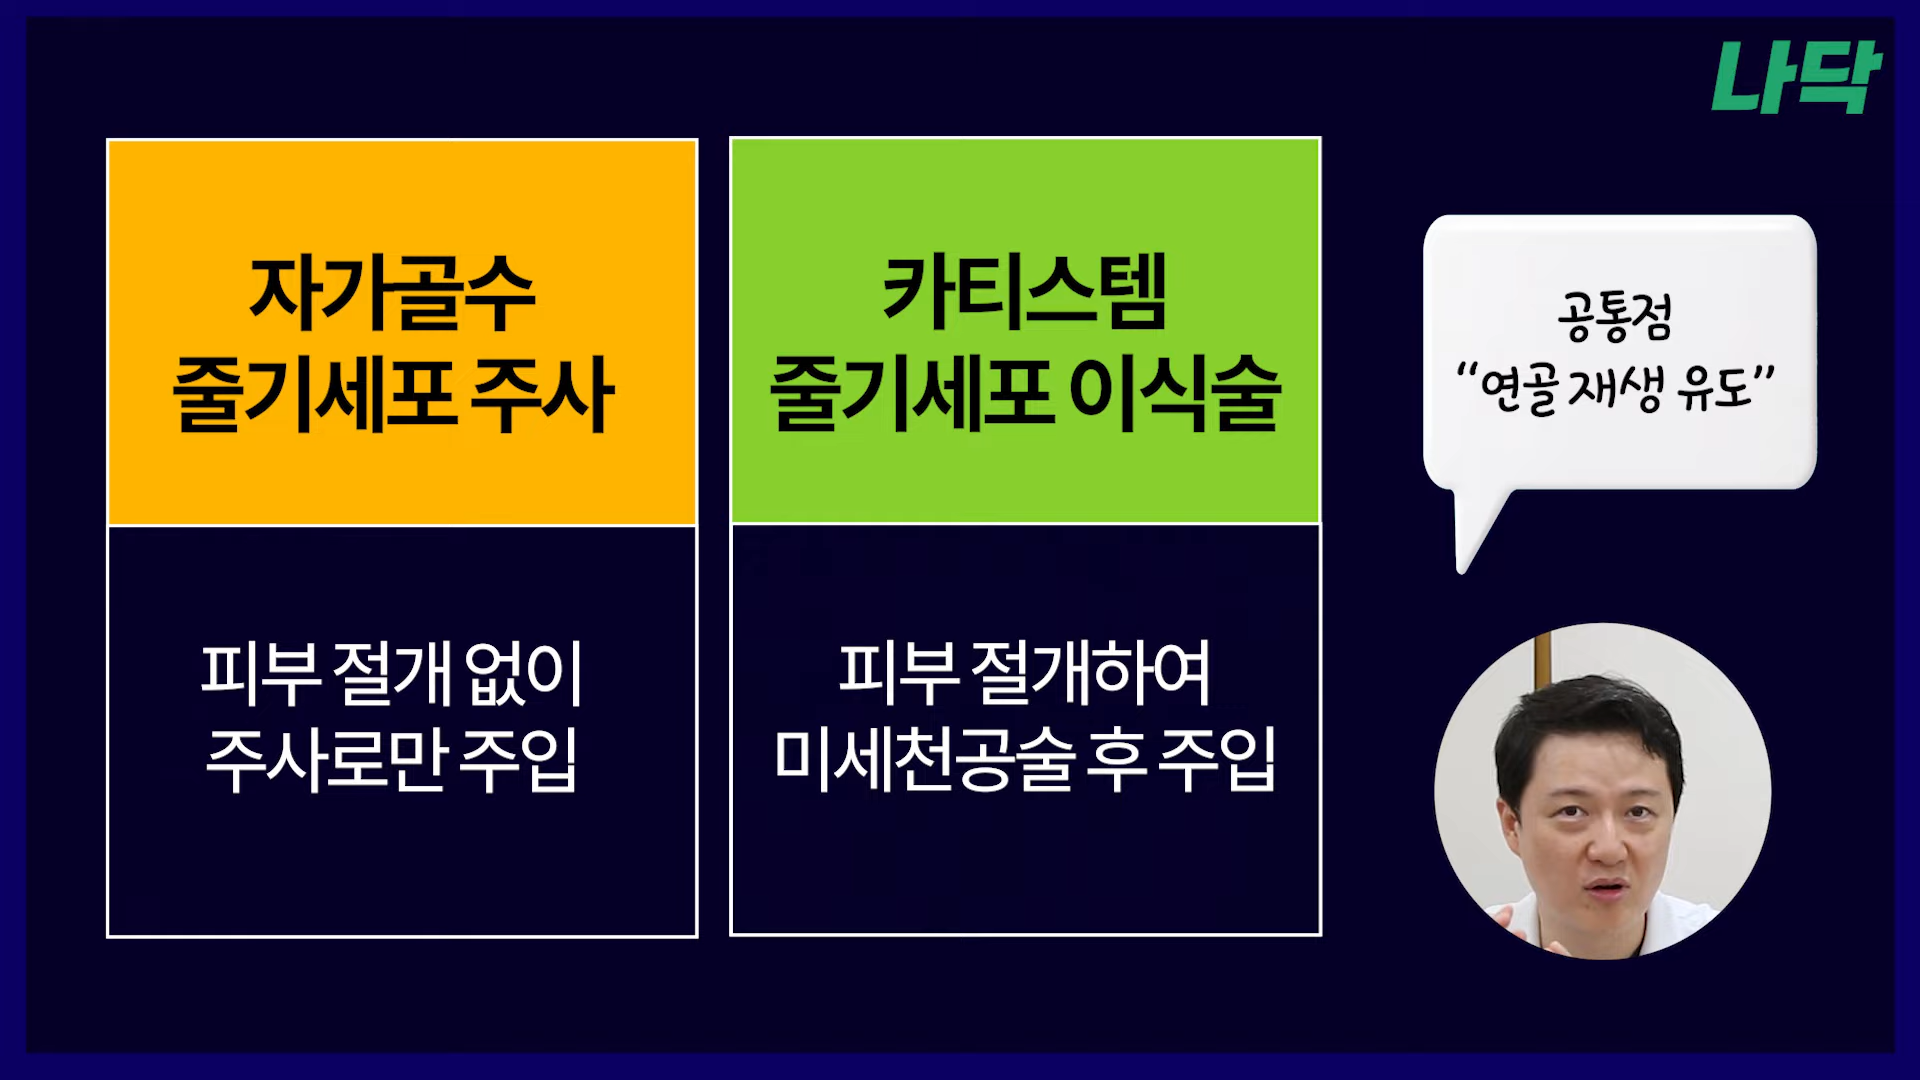 나닥
자가골수
줄기세포 주사
카티스템
줄기세포 이식술
공통점
“연골 재생 유도”
피부 절개 없이
주사로만 주입
피부 절개하여
미세천공술 후 주입